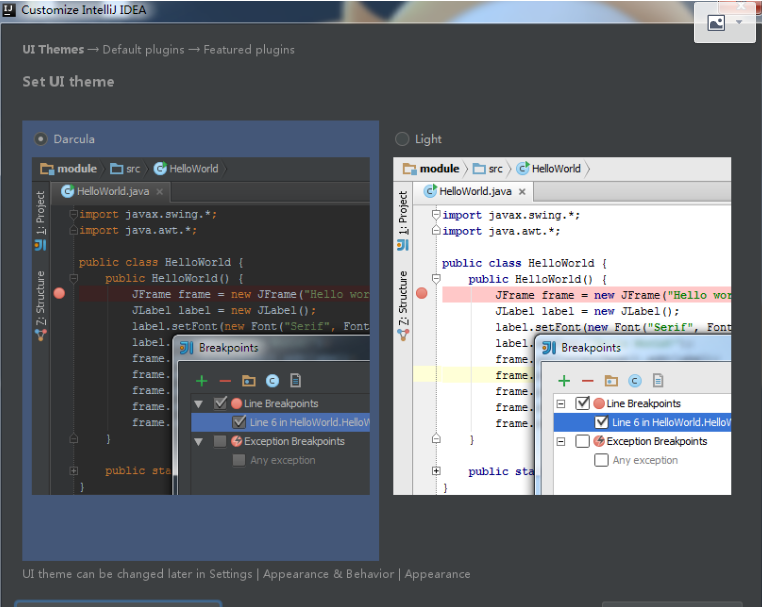 Customize IntelliJ IDEA
UI Themes → Default plugins → Featured plugins
Set UI theme
Darcula
module src HelloWorld
HelloWorld.java
1: Project
Z: Structure
import javax.swing.*;
import java.awt.*;
public class HelloWorld {
public HelloWorld() {
JFrame frame = new JFrame("Hello wor
JLabel label = new JLabel();
label.setFont(new Font("Serif", Font
label.
frame.
frame.
frame.
frame.
frame.
}
public sta
}
Breakpoints
Line Breakpoints
Line 6 in HelloWorld.HelloW
Exception Breakpoints
Any exception
Light
module src HelloWorld
HelloWorld.java
1: Project
Z: Structure
import javax.swing.*;
import java.awt.*;
public class HelloWorld {
public HelloWorld() {
JFrame frame = new JFrame("Hello wor
JLabel label = new JLabel();
label.setFont(new Font("Serif", Font
label.
frame.
frame.
frame.
frame.
frame.
}
public sta
}
Breakpoints
Line Breakpoints
Line 6 in HelloWorld.HelloW
Exception Breakpoints
Any exception
UI theme can be changed later in Settings | Appearance & Behavior | Appearance